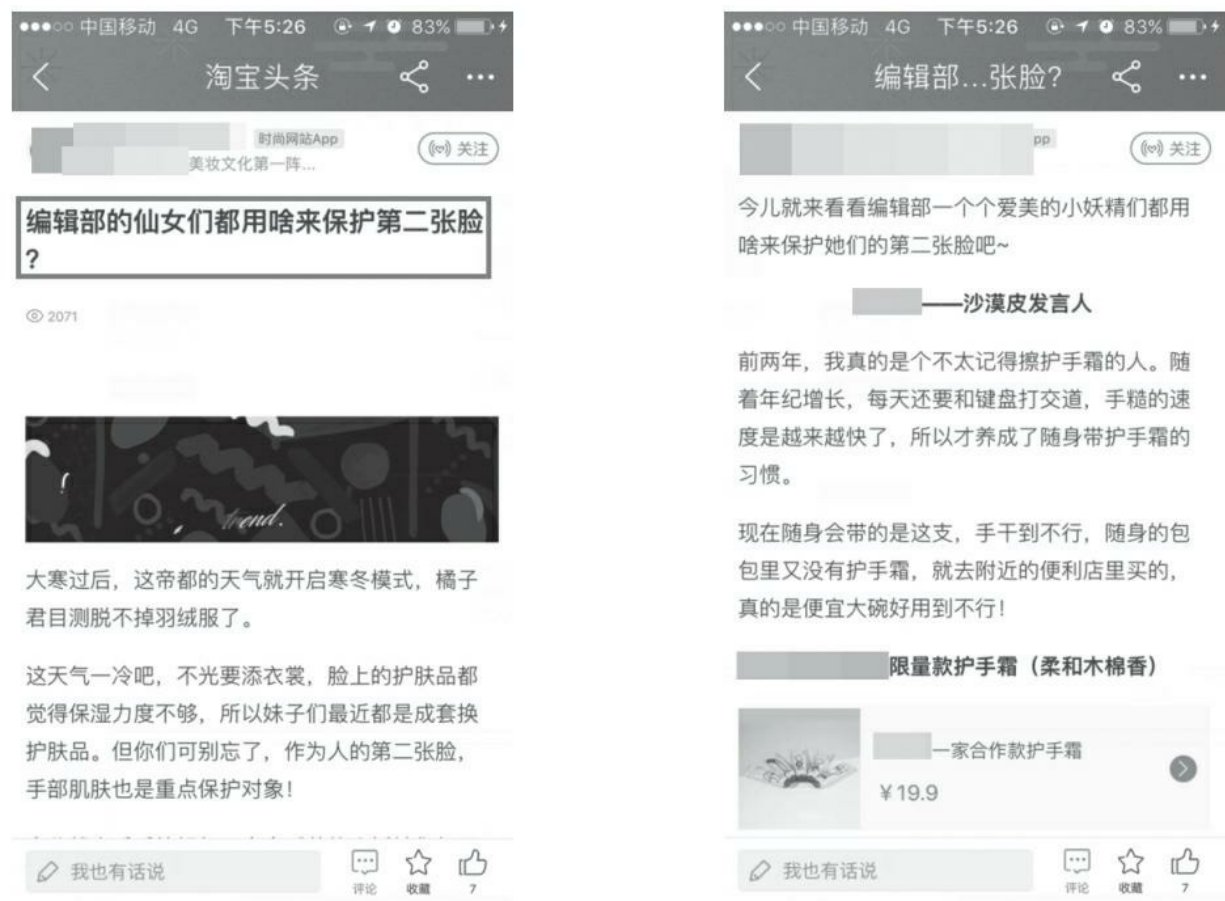 中国移动 4G 下午5:26 83%
淘宝头条
时尚网站App
美妆文化第一阵...
关注
编辑部的仙女们都用啥来保护第二张脸
?
2071
trend.
大寒过后，这帝都的天气就开启寒冬模式，橘子
君目测脱不掉羽绒服了。
这天气一冷吧，不光要添衣裳，脸上的护肤品都
觉得保湿力度不够，所以妹子们最近都是成套换
护肤品。但你们可别忘了，作为人的第二张脸，
手部肌肤也是重点保护对象！
我也有话说
评论 收藏 7
中国移动 4G 下午5:26 83%
编辑部...张脸?
pp
关注
今儿就来看看编辑部一个个爱美的小妖精们都用
啥来保护她们的第二张脸吧~
——沙漠皮发言人
前两年，我真的是个不太记得擦护手霜的人。随
着年纪增长，每天还要和键盘打交道，手糙的速
度是越来越快了，所以才养成了随身带护手霜的
习惯。
现在随身会带的是这支，手干到不行，随身的包
包里又没有护手霜，就去附近的便利店里买的，
真的是便宜大碗好用到不行！
限量款护手霜（柔和木棉香）
一家合作款护手霜
￥19.9
我也有话说
评论 收藏 7